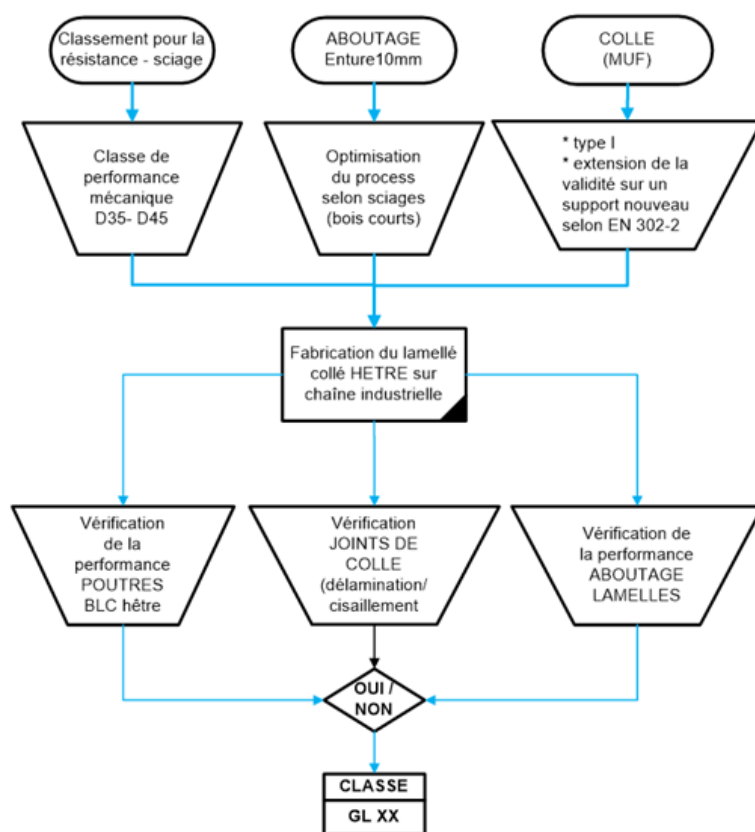 Classement pour la
résistance - sciage
ABOUTAGE
Enture10mm
COLLE
(MUF)
Classe de
performance
mécanique
D35- D45
Optimisation
du process
selon sciages
(bois courts)
* type I
* extension de la
validité sur un
support nouveau
selon EN 302-2
Fabrication du lamellé
collé HETRE sur
chaîne industrielle
Vérification
de la
performance
POUTRES
BLC hêtre
Vérification
JOINTS DE
COLLE
(délamination/
cisaillement
Vérification de
la performance
ABOUTAGE
LAMELLES
OUI /
NON
CLASSE
GL XX